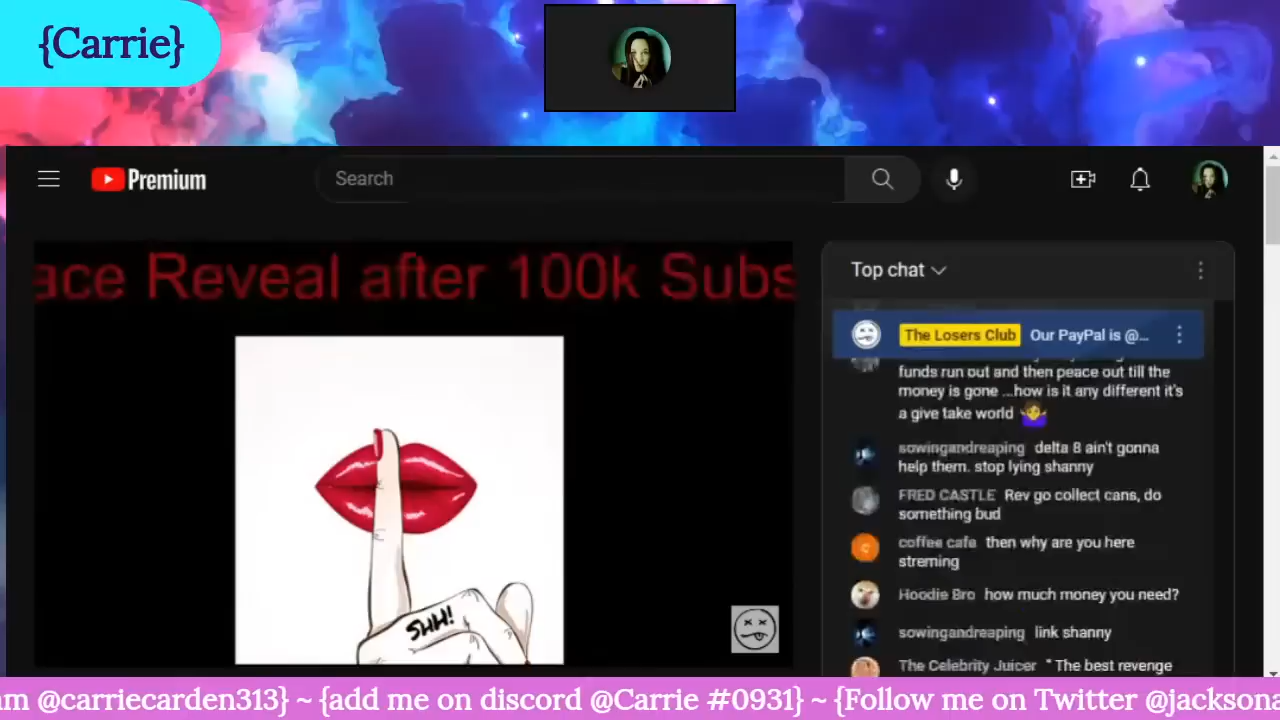 {Carrie}
Premium
Search
ace Reveal after 100k Subs
SHH!
Top chat
The Losers Club Our PayPal is @...
funds run out and then peace out till the
money is gone ...how is it any different it's
a give take world 🤷‍♀️
sowingandreaping delta 8 ain't gonna
help them. stop lying shanny
FRED CASTLE Rev go collect cans, do
something bud
coffee cafe then why are you here
streming
Hoodie Bro how much money you need?
sowingandreaping link shanny
The Celebrity Juicer " The best revenge
am @carriecarden313} ~ {add me on discord @Carrie #0931} ~ {Follow me on Twitter @jacksona